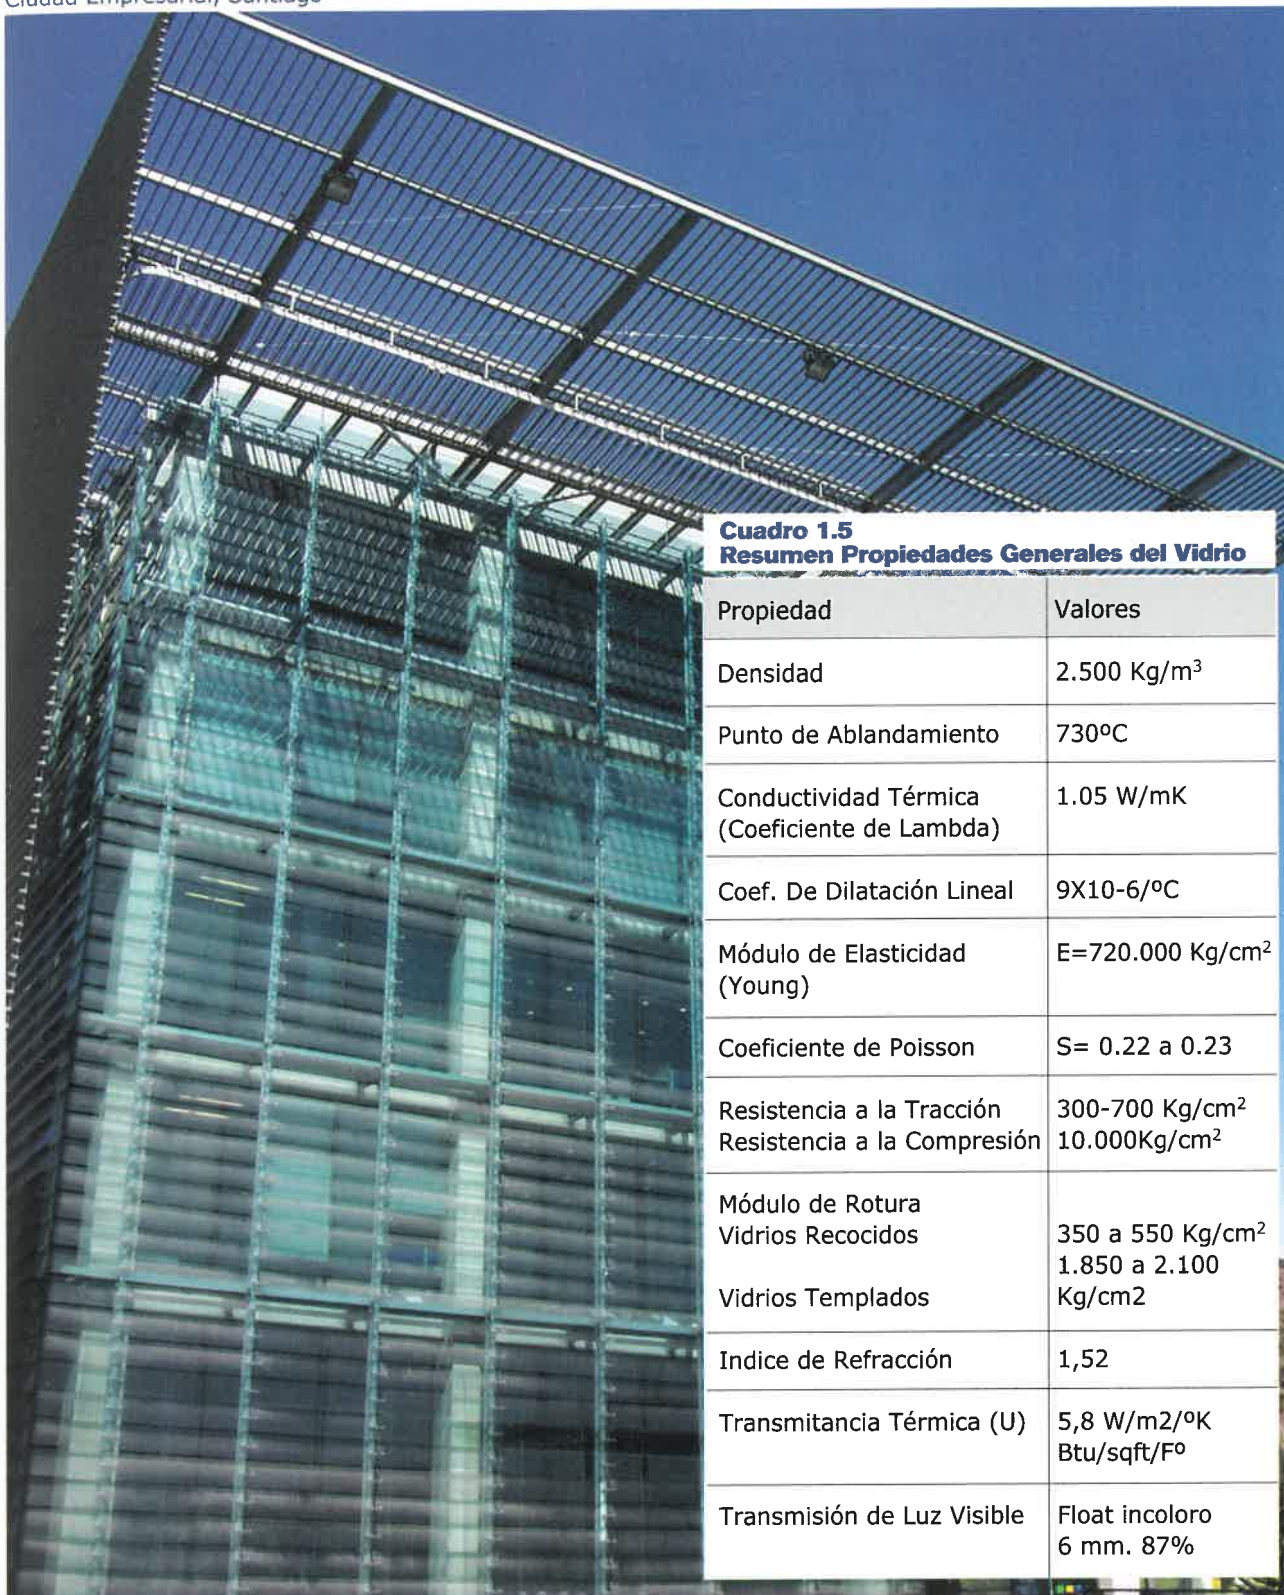 Ciudad Empresarial, Santiago
Cuadro 1.5
Resumen Propiedades Generales del Vidrio
Propiedad Valores
Densidad 2.500 Kg/m³
Punto de Ablandamiento 730ºC
Conductividad Térmica 1.05 W/mK
(Coeficiente de Lambda)
Coef. De Dilatación Lineal 9X10-6/ºC
Módulo de Elasticidad E=720.000 Kg/cm²
(Young)
Coeficiente de Poisson S= 0.22 a 0.23
Resistencia a la Tracción 300-700 Kg/cm²
Resistencia a la Compresión 10.000Kg/cm²
Módulo de Rotura
Vidrios Recocidos 350 a 550 Kg/cm²
1.850 a 2.100
Vidrios Templados Kg/cm2
Indice de Refracción 1,52
Transmitancia Térmica (U) 5,8 W/m2/ºK
Btu/sqft/Fº
Transmisión de Luz Visible Float incoloro
6 mm. 87%